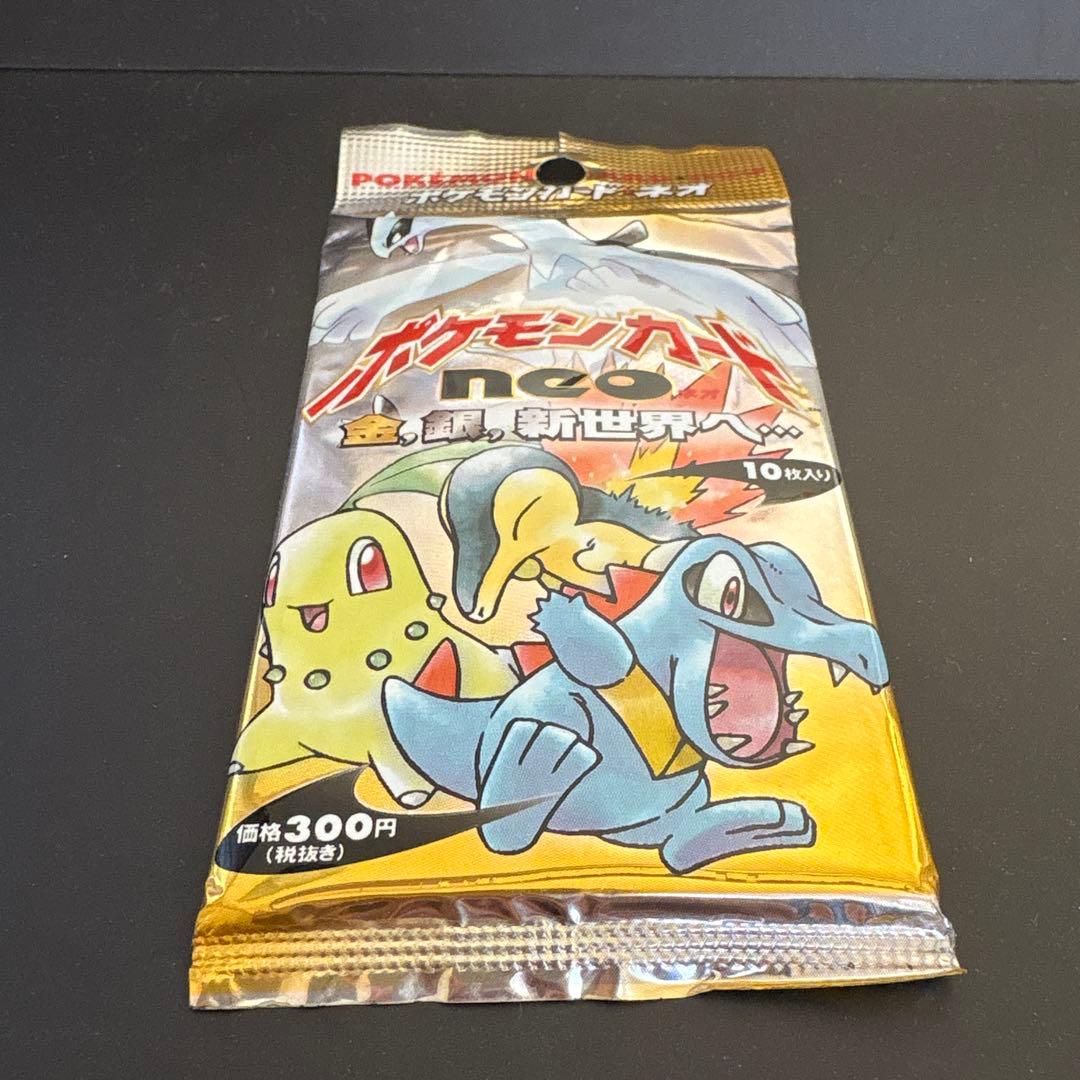 POKÉMON
ポケモンカード★ネオ
ポケモンカード
neo ネオ
金,銀,新世界へ...
10枚入り
価格300円
(税抜き)